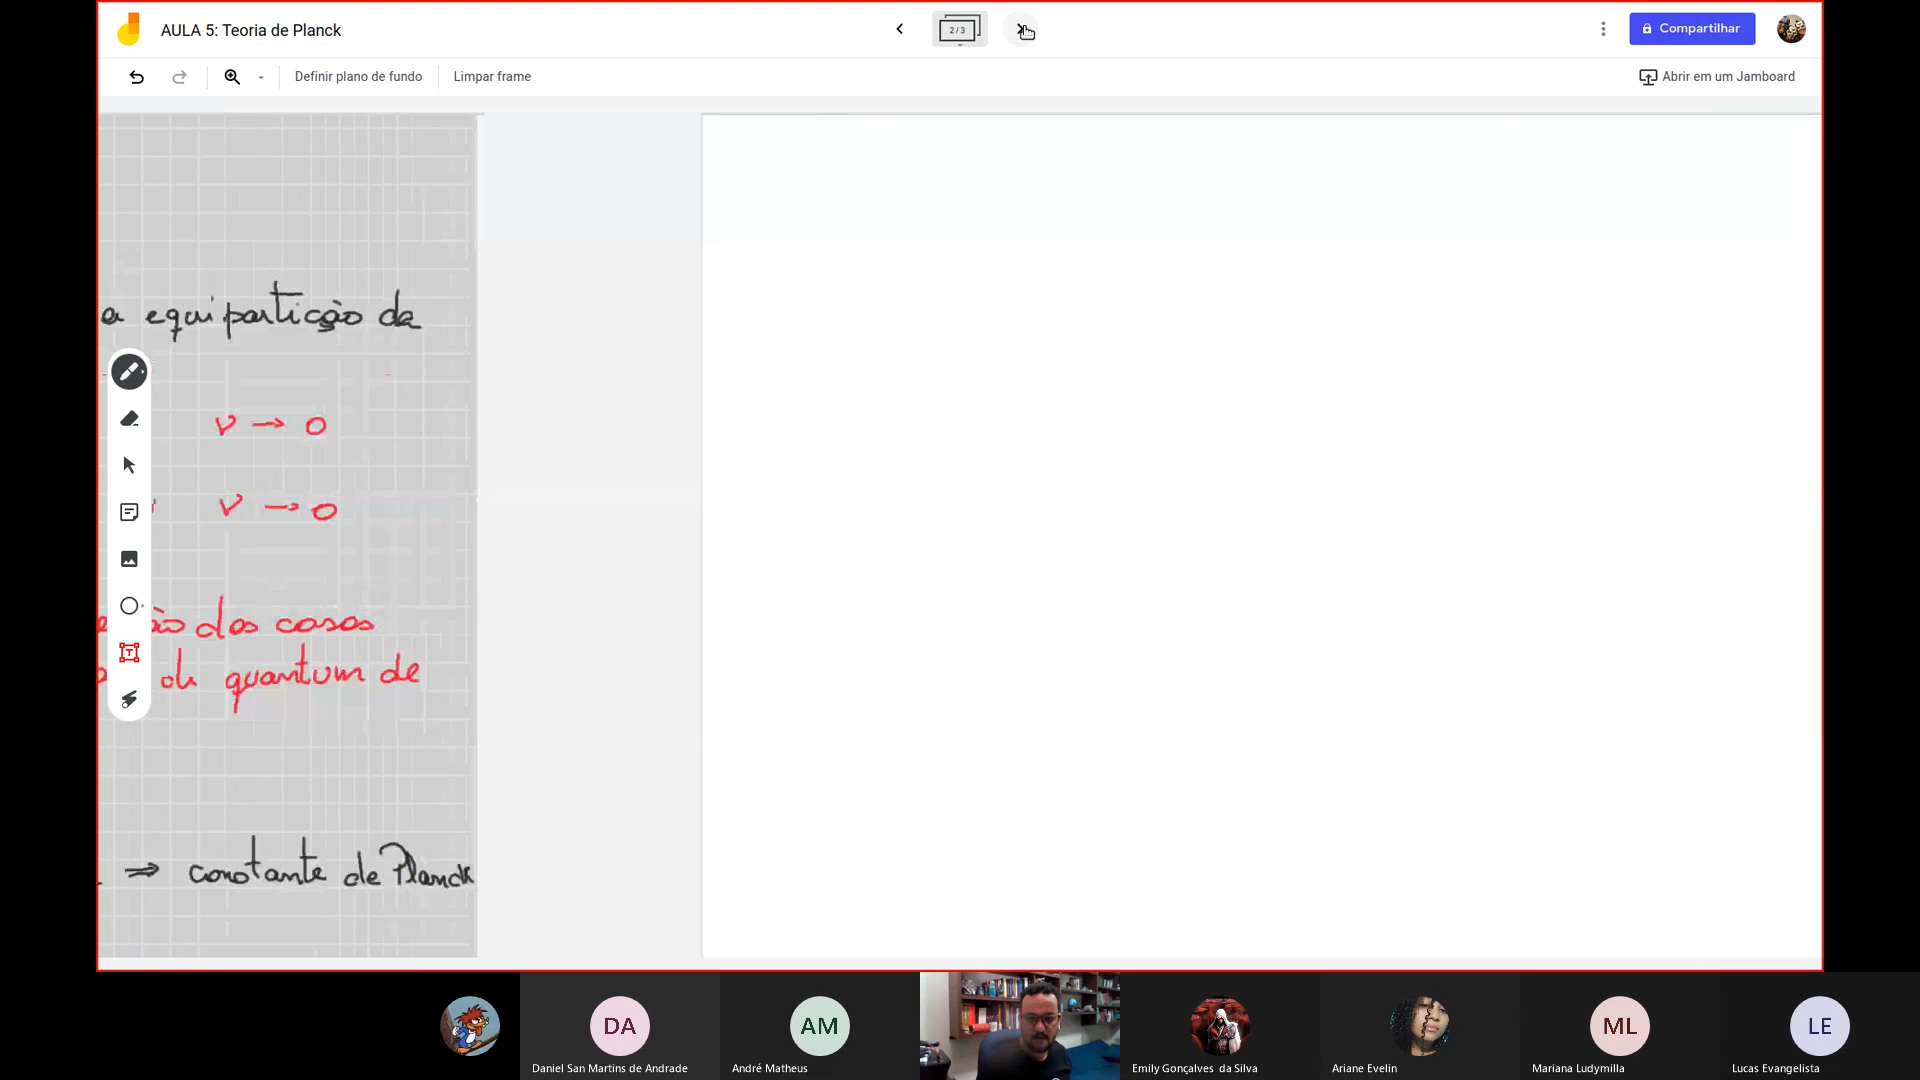 AULA 5: Teoria de Planck
2/3
Compartilhar
Definir plano de fundo
Limpar frame
Abrir em um Jamboard
a equipartição da
ν → 0
ν → 0
ão dos casos
de quantum de
⇒ constante de Planck
DA
AM
ML
LE
Daniel San Martins de Andrade
André Matheus
Emily Gonçalves da Silva
Ariane Evelin
Mariana Ludymilla
Lucas Evangelista